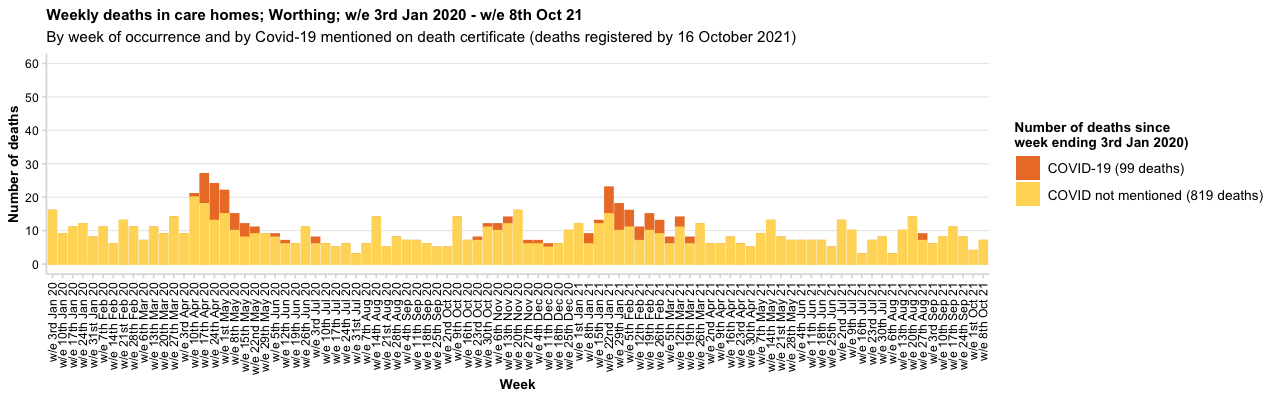 Weekly deaths in care homes; Worthing; w/e 3rd Jan 2020 - w/e 8th Oct 21
By week of occurrence and by Covid-19 mentioned on death certificate (deaths registered by 16 October 2021)
60
50
40
30
20
10
0
Number of deaths
w/e 3rd Jan 20
w/e 10th Jan 20
w/e 17th Jan 20
w/e 24th Jan 20
w/e 31st Jan 20
w/e 7th Feb 20
w/e 14th Feb 20
w/e 21st Feb 20
w/e 28th Feb 20
w/e 6th Mar 20
w/e 13th Mar 20
w/e 20th Mar 20
w/e 27th Mar 20
w/e 3rd Apr 20
w/e 10th Apr 20
w/e 17th Apr 20
w/e 24th Apr 20
w/e 1st May 20
w/e 8th May 20
w/e 15th May 20
w/e 22nd May 20
w/e 29th May 20
w/e 5th Jun 20
w/e 12th Jun 20
w/e 19th Jun 20
w/e 26th Jun 20
w/e 3rd Jul 20
w/e 10th Jul 20
w/e 17th Jul 20
w/e 24th Jul 20
w/e 31st Jul 20
w/e 7th Aug 20
w/e 14th Aug 20
w/e 21st Aug 20
w/e 28th Aug 20
w/e 4th Sep 20
w/e 11th Sep 20
w/e 18th Sep 20
w/e 25th Sep 20
w/e 2nd Oct 20
w/e 9th Oct 20
w/e 16th Oct 20
w/e 23rd Oct 20
w/e 30th Oct 20
w/e 6th Nov 20
w/e 13th Nov 20
w/e 20th Nov 20
w/e 27th Nov 20
w/e 4th Dec 20
w/e 11th Dec 20
w/e 18th Dec 20
w/e 25th Dec 20
w/e 1st Jan 21
w/e 8th Jan 21
w/e 15th Jan 21
w/e 22nd Jan 21
w/e 29th Jan 21
w/e 5th Feb 21
w/e 12th Feb 21
w/e 19th Feb 21
w/e 26th Feb 21
w/e 5th Mar 21
w/e 12th Mar 21
w/e 19th Mar 21
w/e 26th Mar 21
w/e 2nd Apr 21
w/e 9th Apr 21
w/e 16th Apr 21
w/e 23rd Apr 21
w/e 30th Apr 21
w/e 7th May 21
w/e 14th May 21
w/e 21st May 21
w/e 28th May 21
w/e 4th Jun 21
w/e 11th Jun 21
w/e 18th Jun 21
w/e 25th Jun 21
w/e 2nd Jul 21
w/e 9th Jul 21
w/e 16th Jul 21
w/e 23rd Jul 21
w/e 30th Jul 21
w/e 6th Aug 21
w/e 13th Aug 21
w/e 20th Aug 21
w/e 27th Aug 21
w/e 3rd Sep 21
w/e 10th Sep 21
w/e 17th Sep 21
w/e 24th Sep 21
w/e 1st Oct 21
w/e 8th Oct 21
Week
Number of deaths since
week ending 3rd Jan 2020)
COVID-19 (99 deaths)
COVID not mentioned (819 deaths)